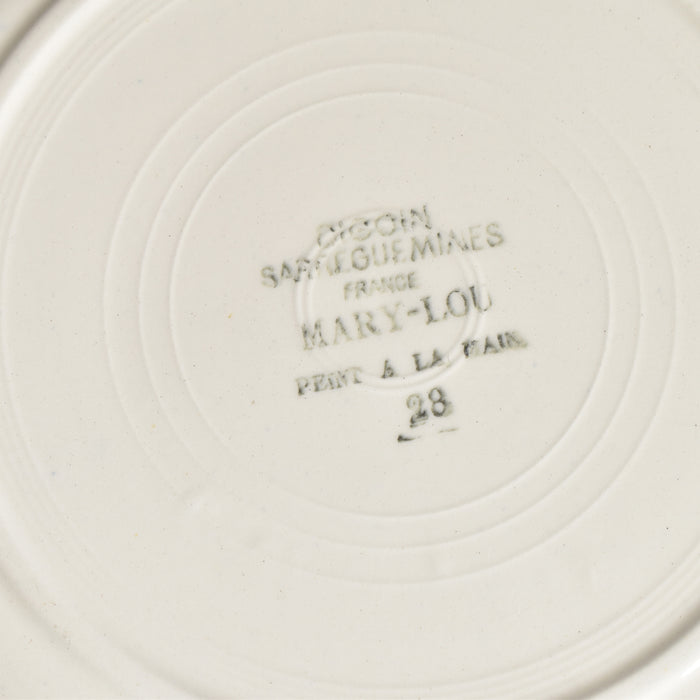 DIGOIN
SARREGUEMINES
FRANCE
MARY-LOU
PEINT A LA MAIN
28